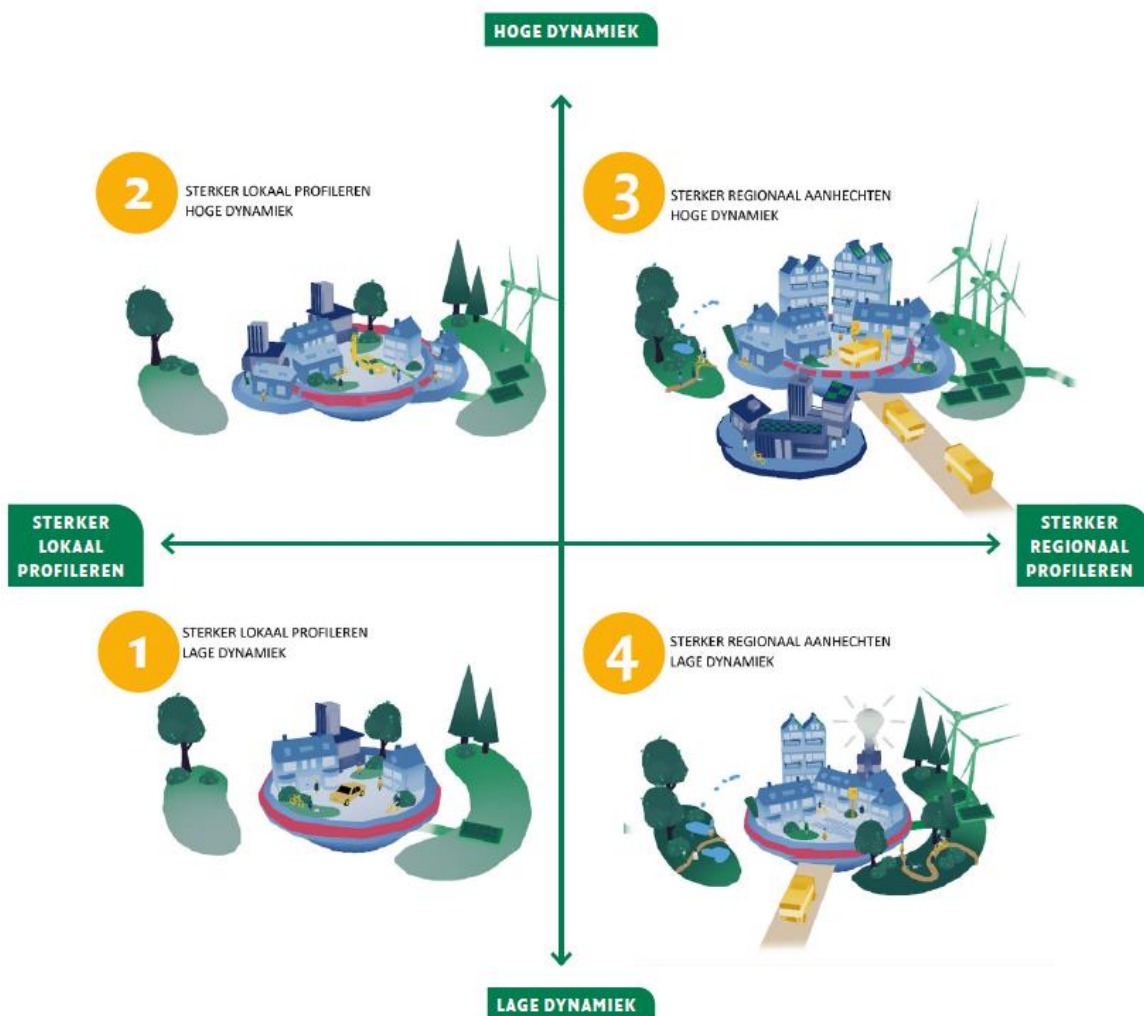 HOGE DYNAMIEK
2
STERKER LOKAAL PROFILEREN
HOGE DYNAMIEK
3
STERKER REGIONAAL AANHECHTEN
HOGE DYNAMIEK
STERKER
LOKAAL
PROFILEREN
STERKER
REGIONAAL
PROFILEREN
1
STERKER LOKAAL PROFILEREN
LAGE DYNAMIEK
4
STERKER REGIONAAL AANHECHTEN
LAGE DYNAMIEK
LAGE DYNAMIEK